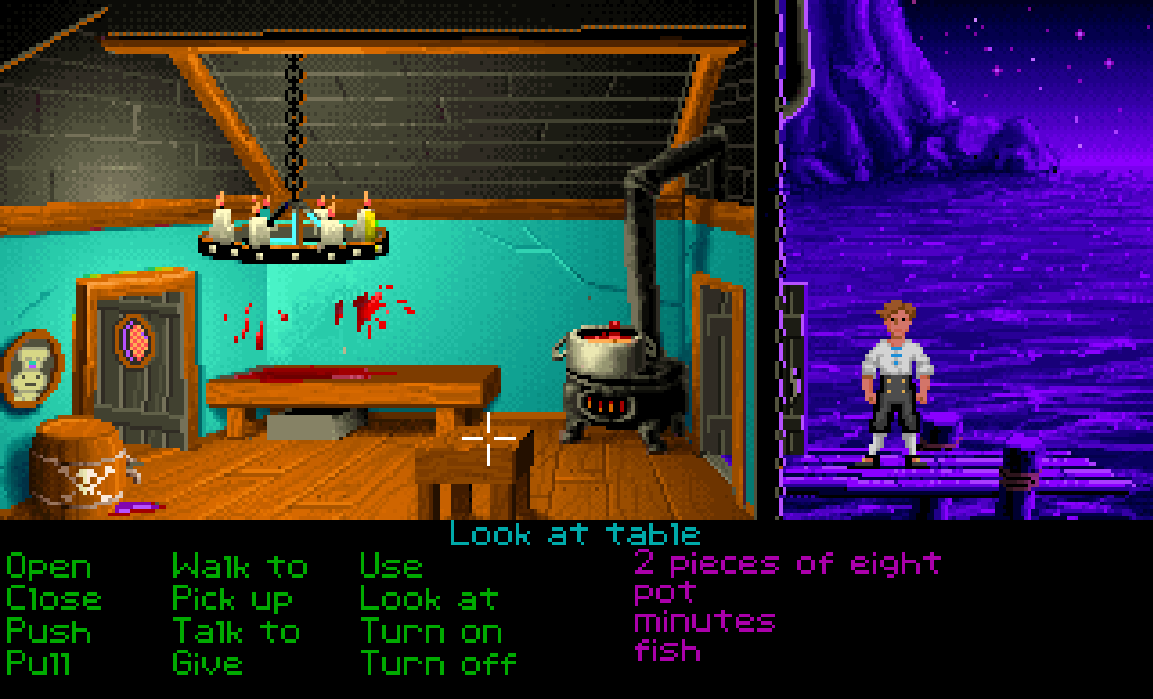 Look at table
Open Walk to Use 2 pieces of eight
Close Pick up Look at pot
Push Talk to Turn on minutes
Pull Give Turn off fish